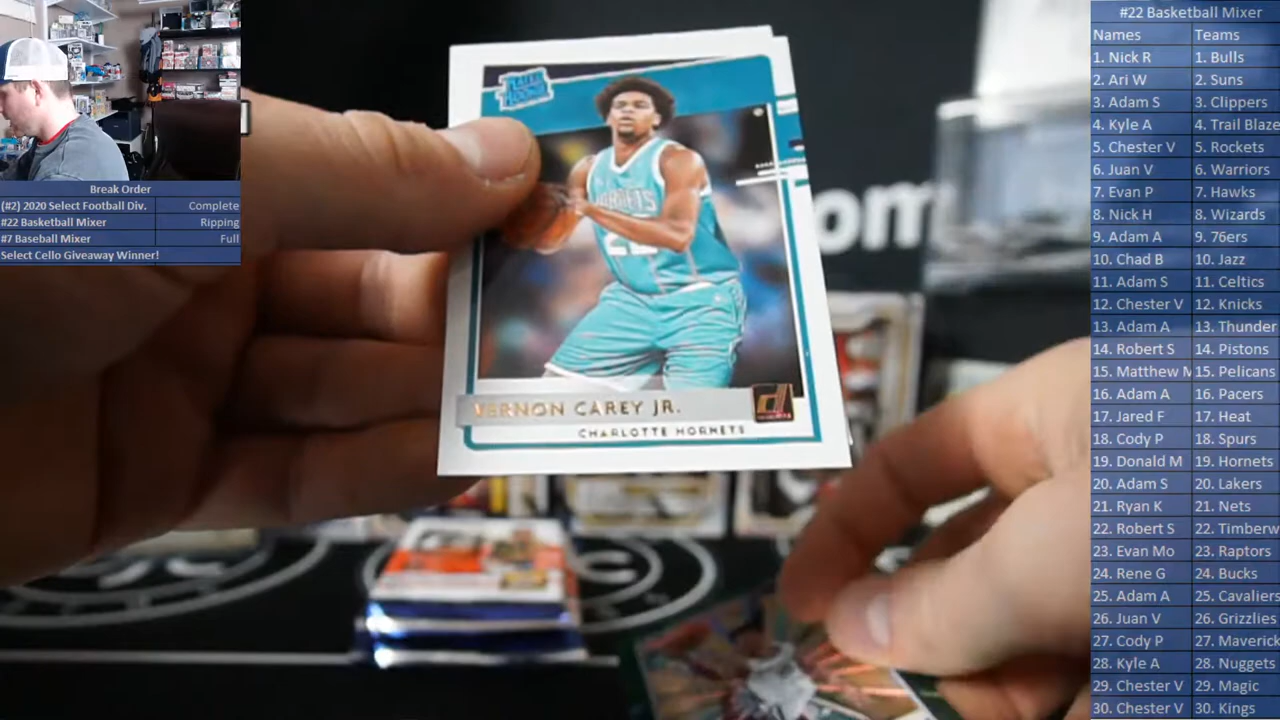 Break Order
(#2) 2020 Select Football Div. Complete
#22 Basketball Mixer Ripping
#7 Baseball Mixer Full
Select Cello Giveaway Winner!
RATED ROOKIE
HORNETS
VERNON CAREY JR.
CHARLOTTE HORNETS
om
#22 Basketball Mixer
Names Teams
1. Nick R 1. Bulls
2. Ari W 2. Suns
3. Adam S 3. Clippers
4. Kyle A 4. Trail Blaze
5. Chester V 5. Rockets
6. Juan V 6. Warriors
7. Evan P 7. Hawks
8. Nick H 8. Wizards
9. Adam A 9. 76ers
10. Chad B 10. Jazz
11. Adam S 11. Celtics
12. Chester V 12. Knicks
13. Adam A 13. Thunder
14. Robert S 14. Pistons
15. Matthew M 15. Pelicans
16. Adam A 16. Pacers
17. Jared F 17. Heat
18. Cody P 18. Spurs
19. Donald M 19. Hornets
20. Adam S 20. Lakers
21. Ryan K 21. Nets
22. Robert S 22. Timberw
23. Evan Mo 23. Raptors
24. Rene G 24. Bucks
25. Adam A 25. Cavaliers
26. Juan V 26. Grizzlies
27. Cody P 27. Maverick
28. Kyle A 28. Nuggets
29. Chester V 29. Magic
30. Chester V 30. Kings